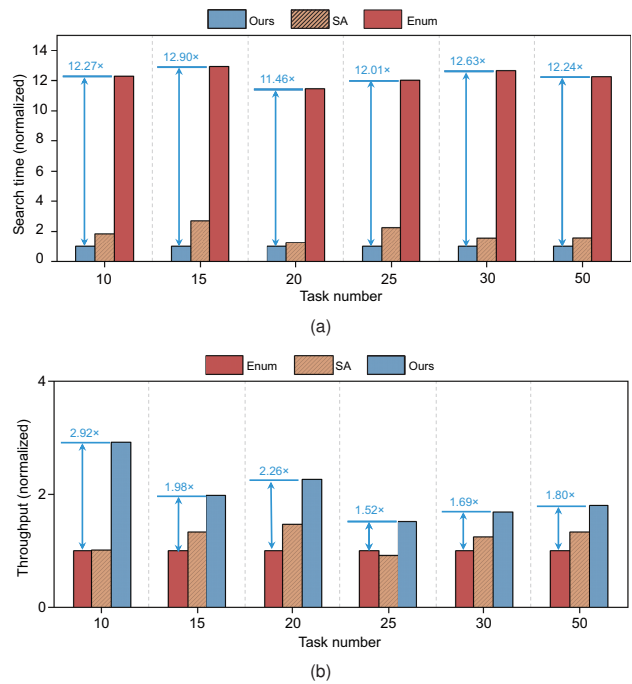 Ours SA Enum
14
12
10
8
6
4
2
0
Search time (normalized)
12.27×
12.90×
11.46×
12.01×
12.63×
12.24×
10 15 20 25 30 50
Task number
(a)
Enum SA Ours
4
2
0
Throughput (normalized)
2.92×
1.98×
2.26×
1.52×
1.69×
1.80×
10 15 20 25 30 50
Task number
(b)